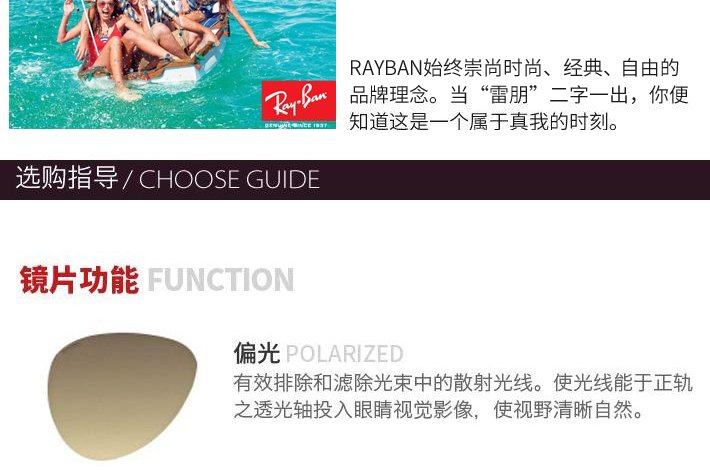 RAYBAN始终崇尚时尚、经典、自由的
品牌理念。当“雷朋”二字一出，你便
知道这是一个属于真我的时刻。
Ray-Ban
GENUINE SINCE 1937
选购指导/ CHOOSE GUIDE
镜片功能 FUNCTION
偏光 POLARIZED
有效排除和滤除光束中的散射光线。使光线能于正轨
之透光轴投入眼睛视觉影像，使视野清晰自然。